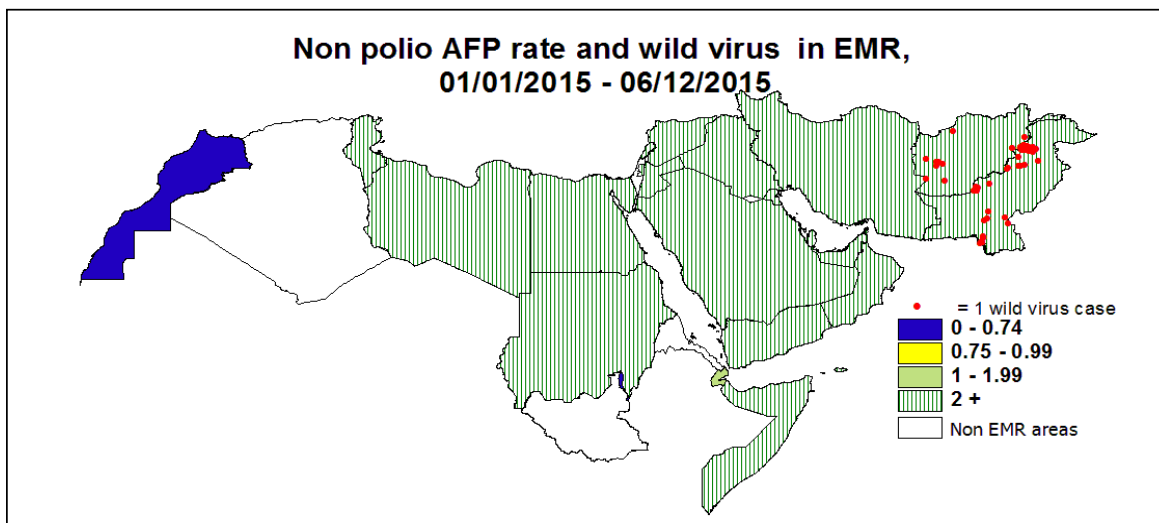 Non polio AFP rate and wild virus in EMR,
01/01/2015 - 06/12/2015
= 1 wild virus case
0 - 0.74
0.75 - 0.99
1 - 1.99
2 +
Non EMR areas